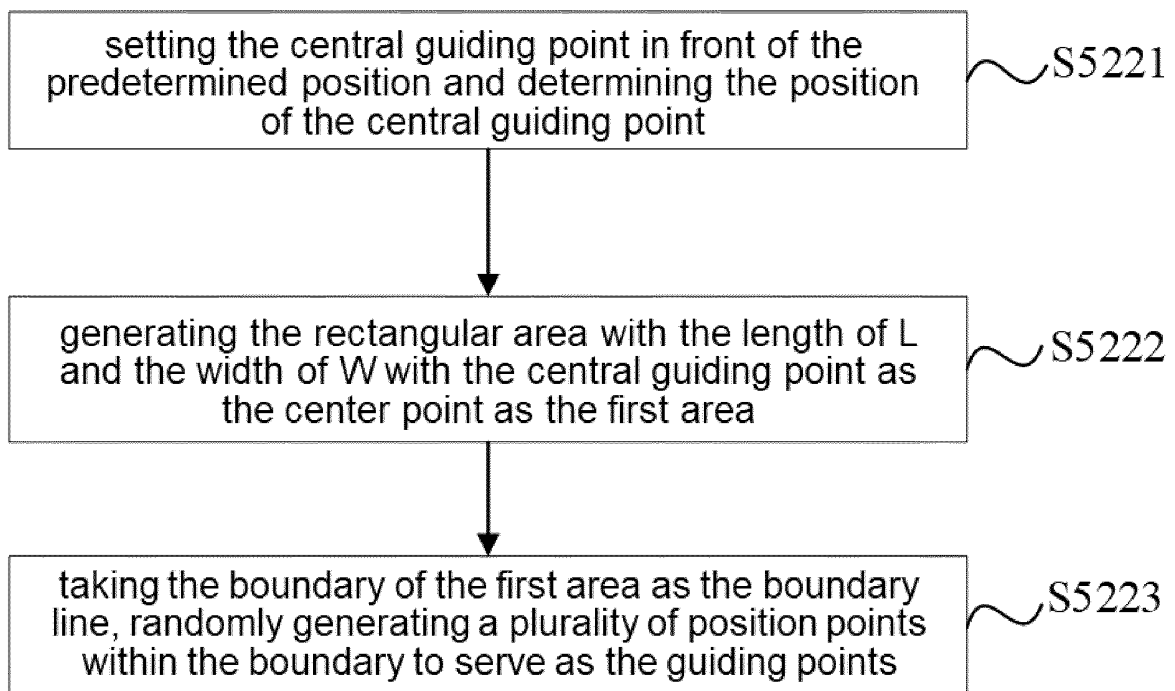 setting the central guiding point in front of the
predetermined position and determining the position
of the central guiding point
S5221
generating the rectangular area with the length of L
and the width of W with the central guiding point as
the center point as the first area
S5222
taking the boundary of the first area as the boundary
line, randomly generating a plurality of position points
within the boundary to serve as the guiding points
S5223